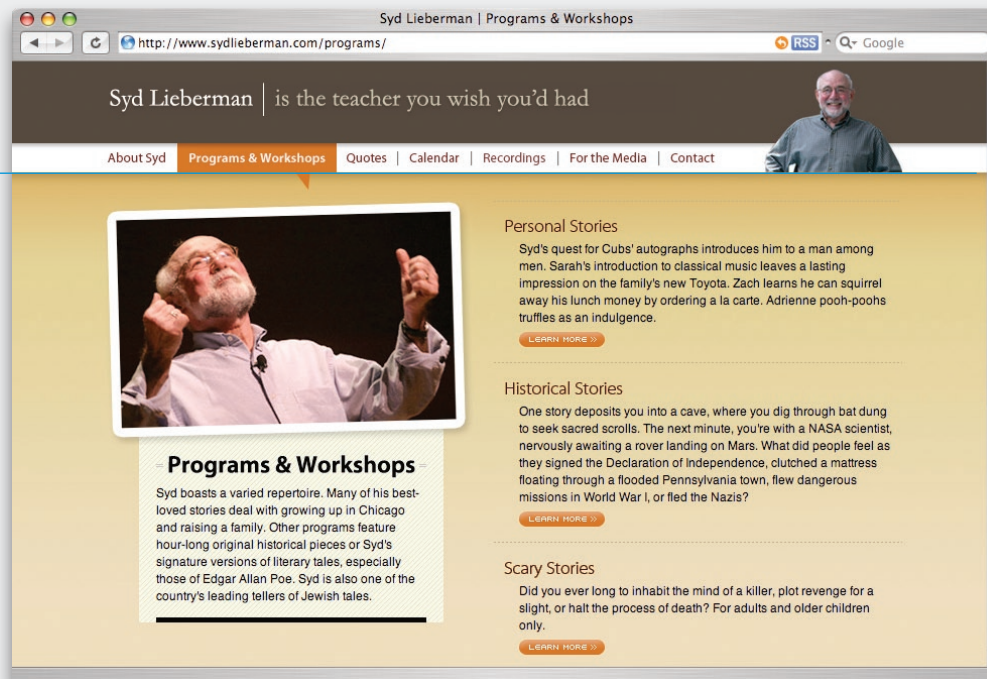 Syd Lieberman | Programs & Workshops
http://www.sydlieberman.com/programs/
RSS
Google
Syd Lieberman | is the teacher you wish you'd had
About Syd Programs & Workshops Quotes | Calendar | Recordings | For the Media | Contact
Programs & Workshops
Syd boasts a varied repertoire. Many of his best-
loved stories deal with growing up in Chicago
and raising a family. Other programs feature
hour-long original historical pieces or Syd's
signature versions of literary tales, especially
those of Edgar Allan Poe. Syd is also one of the
country's leading tellers of Jewish tales.
Personal Stories
Syd's quest for Cubs' autographs introduces him to a man among
men. Sarah's introduction to classical music leaves a lasting
impression on the family's new Toyota. Zach learns he can squirrel
away his lunch money by ordering a la carte. Adrienne pooh-poohs
truffles as an indulgence.
LEARN MORE »
Historical Stories
One story deposits you into a cave, where you dig through bat dung
to seek sacred scrolls. The next minute, you're with a NASA scientist,
nervously awaiting a rover landing on Mars. What did people feel as
they signed the Declaration of Independence, clutched a mattress
floating through a flooded Pennsylvania town, flew dangerous
missions in World War I, or fled the Nazis?
LEARN MORE »
Scary Stories
Did you ever long to inhabit the mind of a killer, plot revenge for a
slight, or halt the process of death? For adults and older children
only.
LEARN MORE »